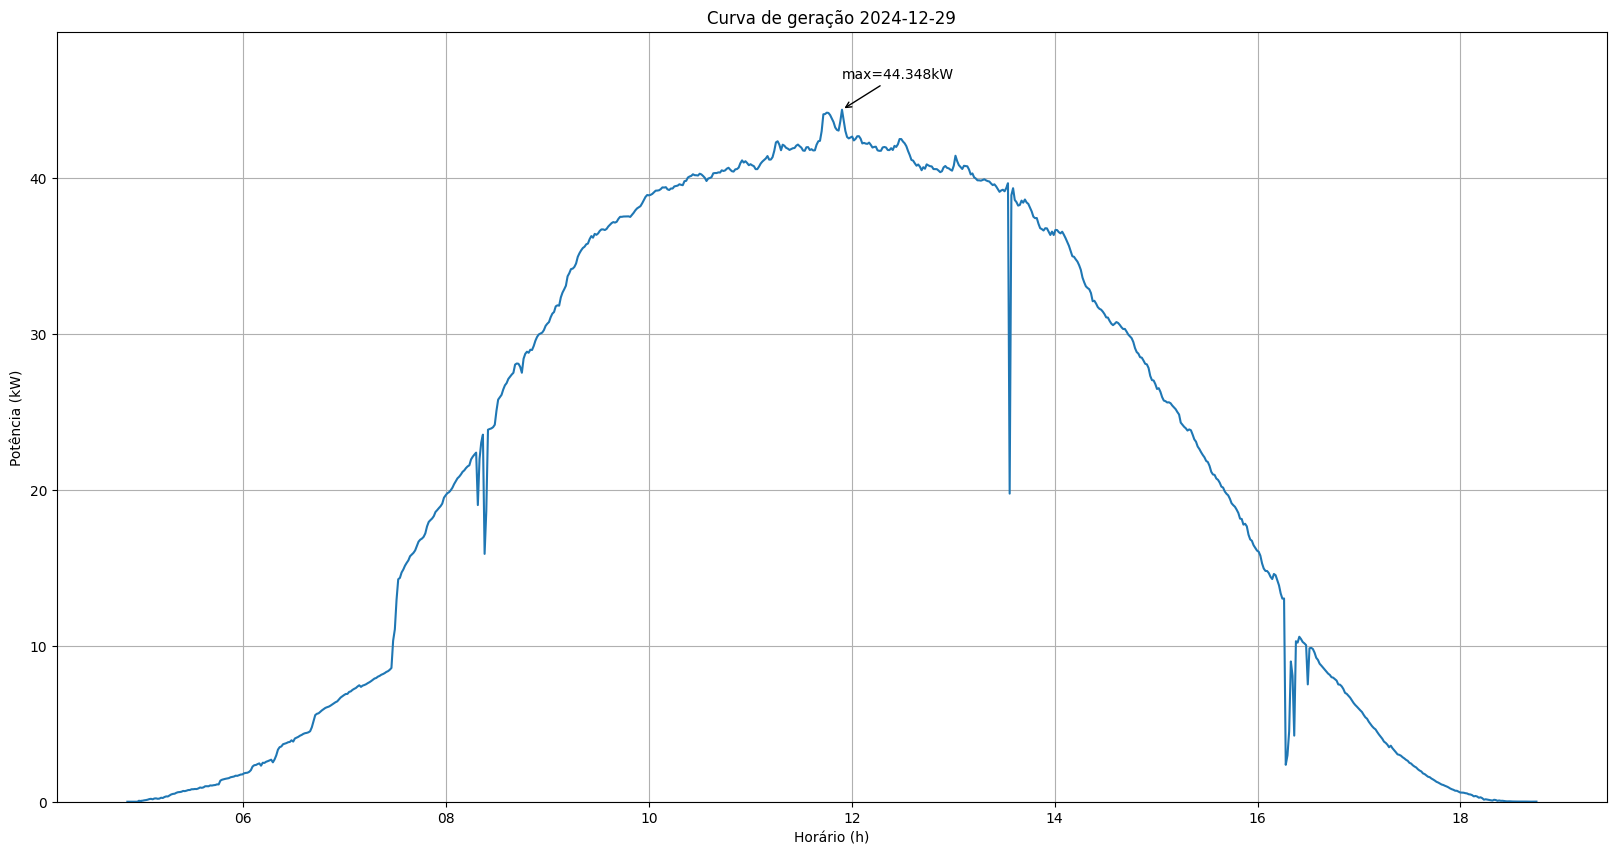 Curva de geração 2024-12-29
max=44.348kW
40
30
20
10
0
Potência (kW)
06 08 10 12 14 16 18
Horário (h)